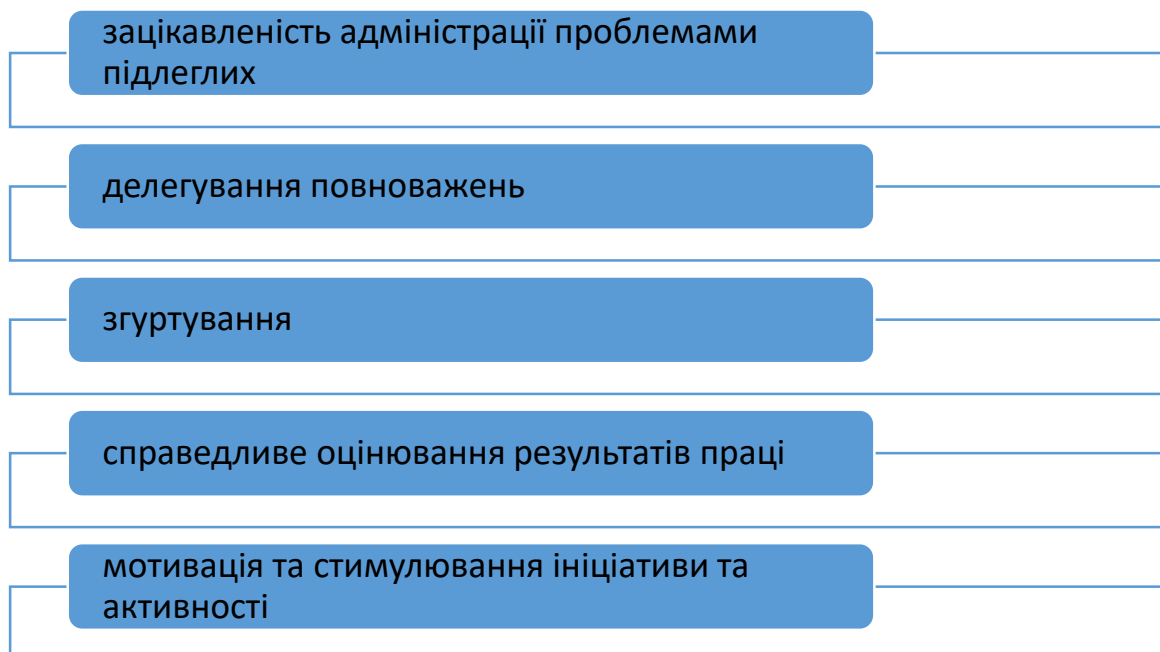 зацікавленість адміністрації проблемами
підлеглих
делегування повноважень
згуртування
справедливе оцінювання результатів праці
мотивація та стимулювання ініціативи та
активності